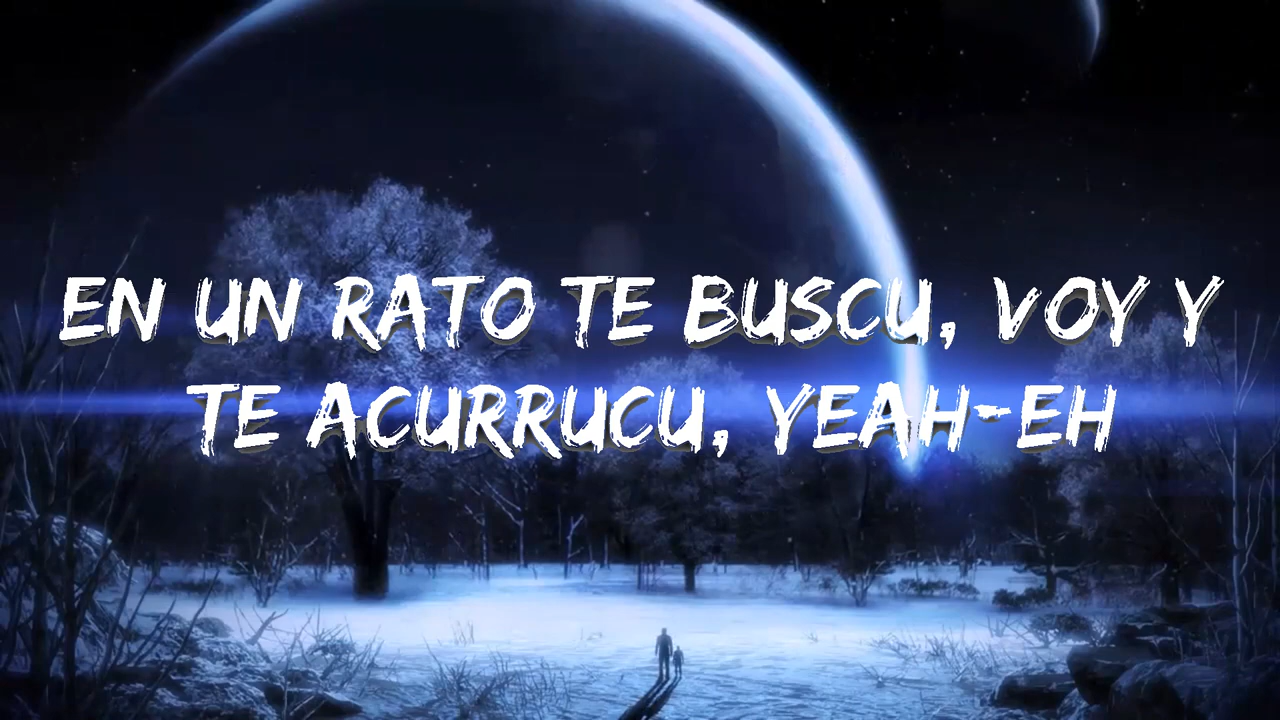 EN UN RATO TE BUSCU, VOY Y
TE ACURRUCU, YEAH-EH